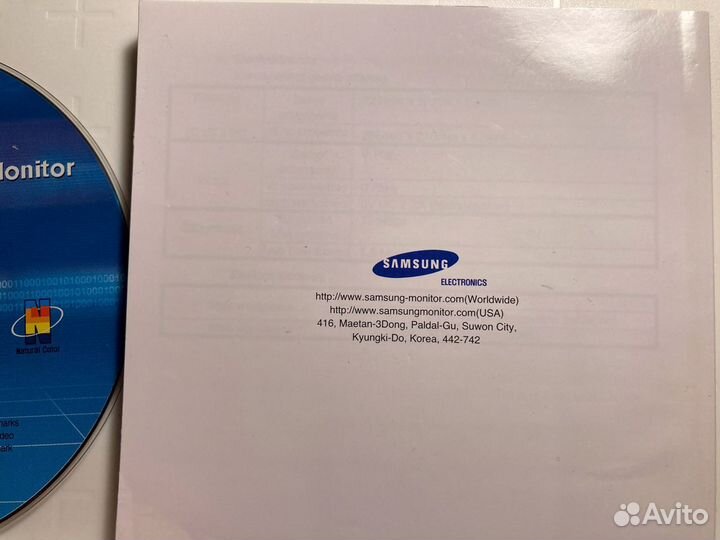 Monitor
Natural Color
SAMSUNG
ELECTRONICS
http://www.samsung-monitor.com(Worldwide)
http://www.samsungmonitor.com(USA)
416, Maetan-3Dong, Paldal-Gu, Suwon City,
Kyungki-Do, Korea, 442-742
Avito